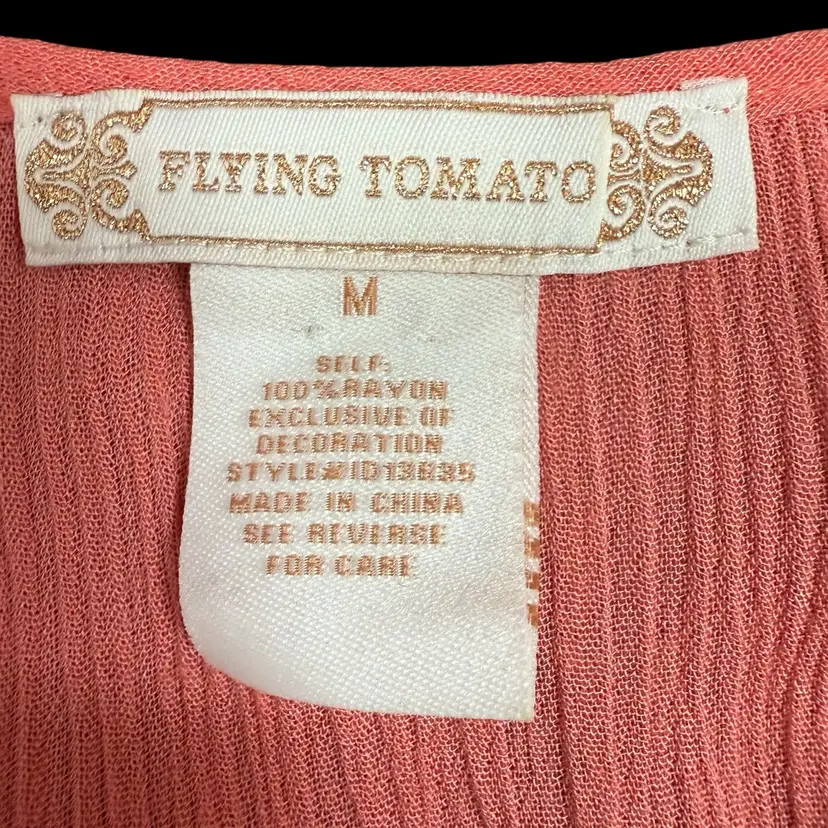 FLYING TOMATO
M
SELF:
100%RAYON
EXCLUSIVE OF
DECORATION
STYLE#ID13635
MADE IN CHINA
SEE REVERSE
FOR CARE